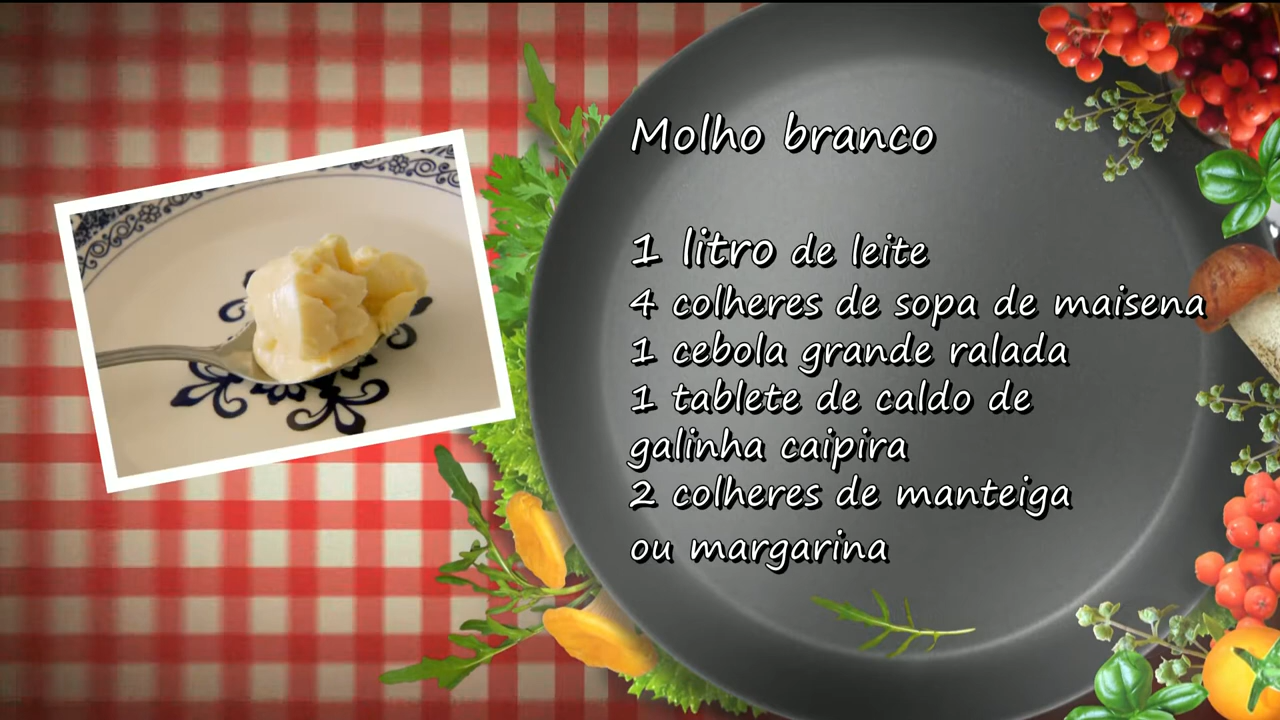 Molho branco
1 litro de leite
4 colheres de sopa de maisena
1 cebola grande ralada
1 tablete de caldo de
galinha caipira
2 colheres de manteiga
ou margarina